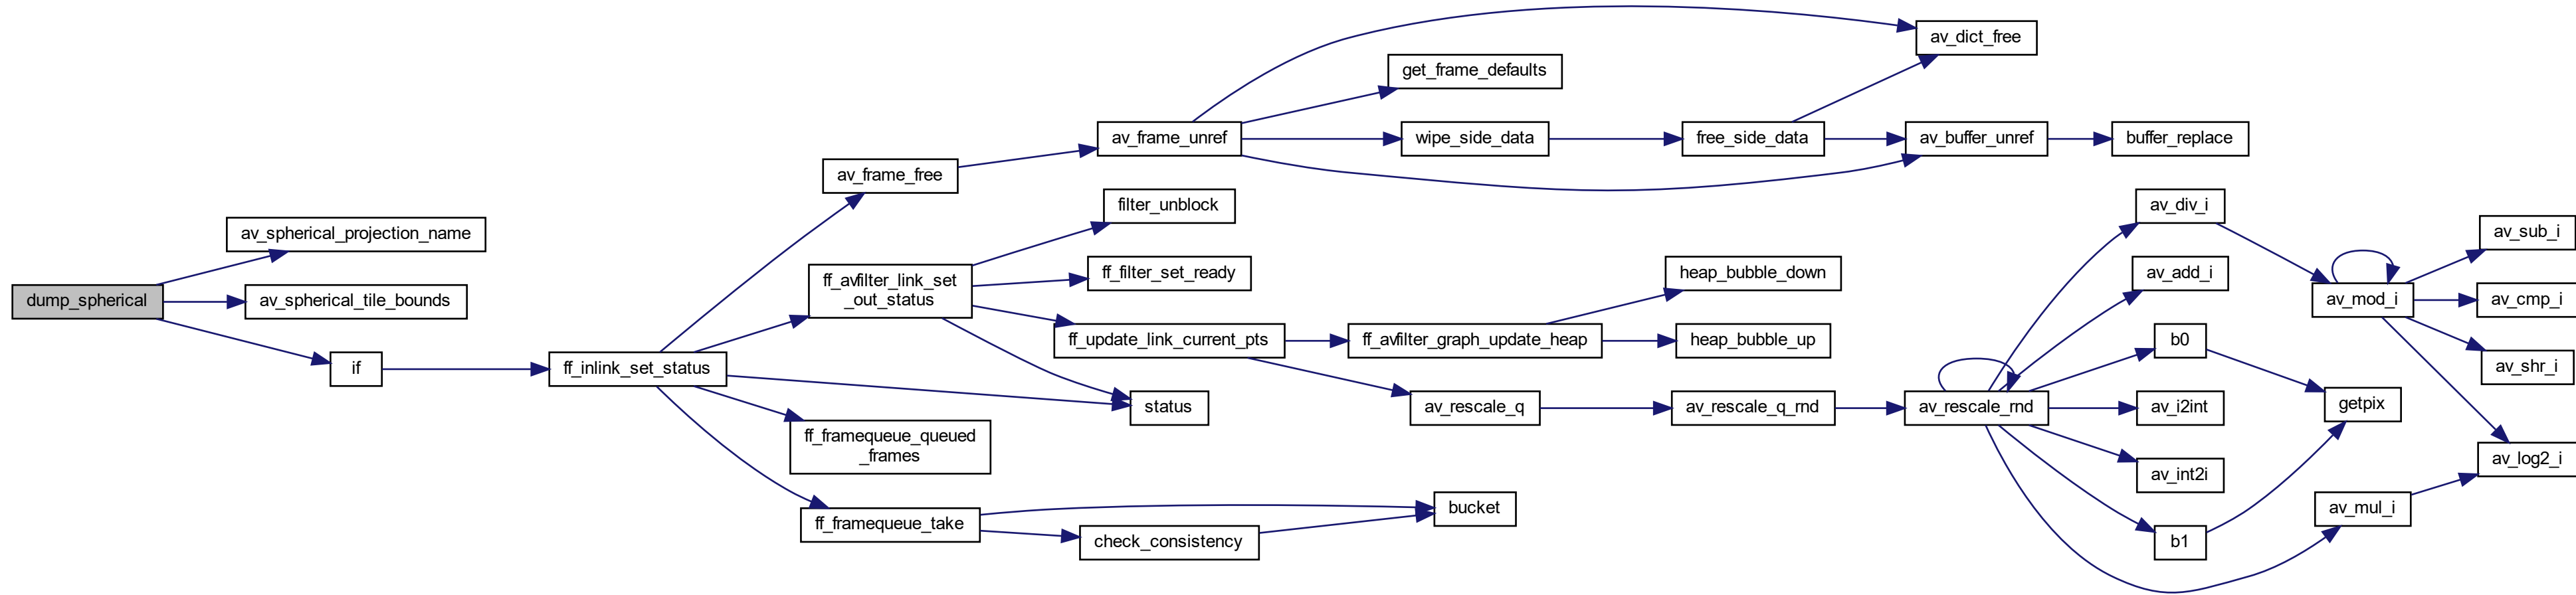 dump_spherical
av_spherical_projection_name
av_spherical_tile_bounds
if
ff_inlink_set_status
av_frame_free
ff_avfilter_link_set
_out_status
status
ff_framequeue_queued
_frames
ff_framequeue_take
av_frame_unref
filter_unblock
ff_filter_set_ready
ff_update_link_current_pts
check_consistency
bucket
get_frame_defaults
wipe_side_data
ff_avfilter_graph_update_heap
av_rescale_q
free_side_data
heap_bubble_down
heap_bubble_up
av_rescale_q_rnd
av_dict_free
av_buffer_unref
av_rescale_rnd
buffer_replace
av_div_i
av_add_i
b0
av_i2int
av_int2i
b1
av_mod_i
getpix
av_mul_i
av_sub_i
av_cmp_i
av_shr_i
av_log2_i